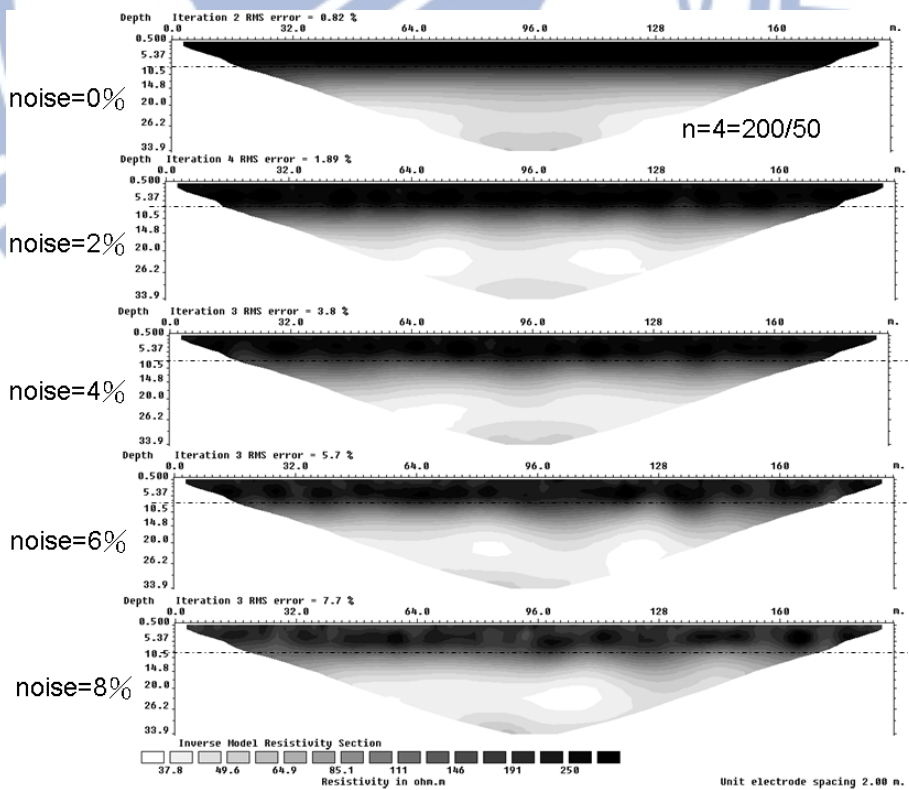 Depth Iteration 2 RMS error = 0.82 %
0.0 32.0 64.0 96.0 128 160 m.
0.500
5.37
10.5
14.8
20.0
26.2
33.9
noise=0%
n=4=200/50
Depth Iteration 4 RMS error = 1.89 %
0.0 32.0 64.0 96.0 128 160 m.
0.500
5.37
10.5
14.8
20.0
26.2
33.9
noise=2%
Depth Iteration 3 RMS error = 3.8 %
0.0 32.0 64.0 96.0 128 160 m.
0.500
5.37
10.5
14.8
20.0
26.2
33.9
noise=4%
Depth Iteration 3 RMS error = 5.7 %
0.0 32.0 64.0 96.0 128 160 m.
0.500
5.37
10.5
14.8
20.0
26.2
33.9
noise=6%
Depth Iteration 3 RMS error = 7.7 %
0.0 32.0 64.0 96.0 128 160 m.
0.500
5.37
10.5
14.8
20.0
26.2
33.9
noise=8%
Inverse Model Resistivity Section
37.8 49.6 64.9 85.1 111 146 191 250
Resistivity in ohm.m
Unit electrode spacing 2.00 m.